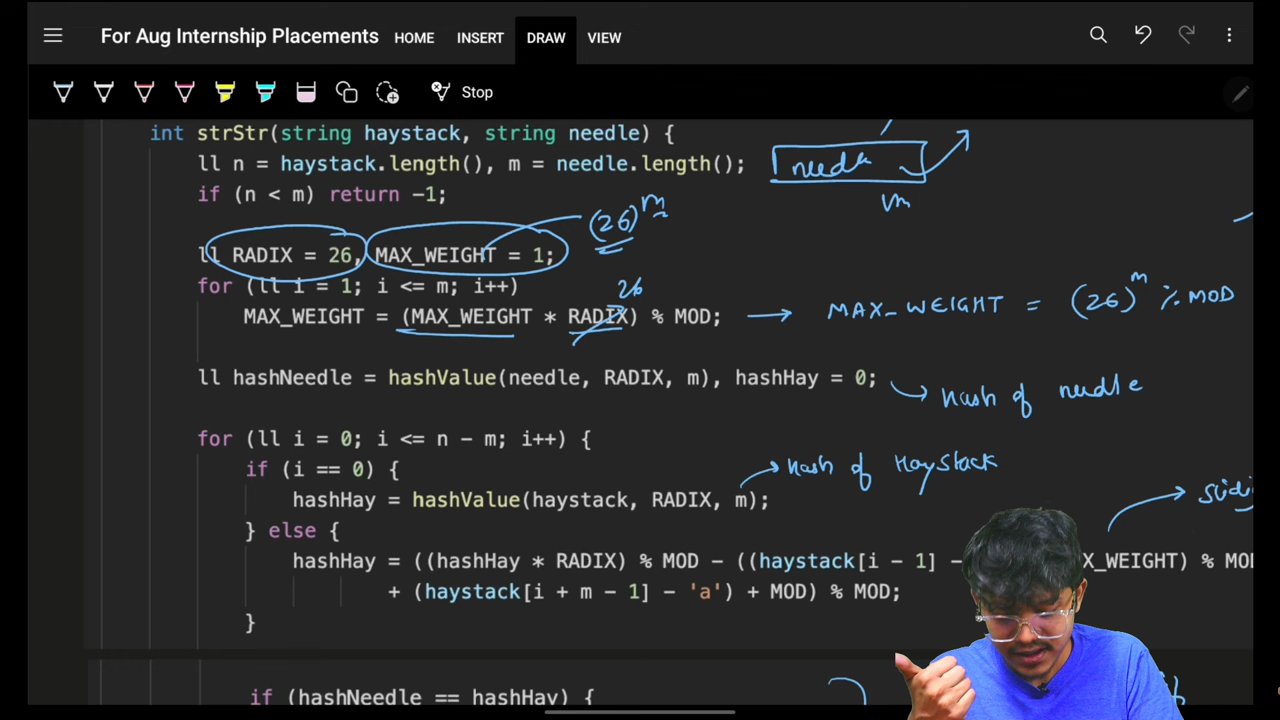 For Aug Internship Placements HOME INSERT DRAW VIEW
Stop
int strStr(string haystack, string needle) {
ll n = haystack.length(), m = needle.length();
needle
if (n < m) return -1;
m
(26)^m
ll RADIX = 26, MAX_WEIGHT = 1;
for (ll i = 1; i <= m; i++)
26
MAX_WEIGHT = (MAX_WEIGHT * RADIX) % MOD;
MAX_WEIGHT = (26)^m % MOD
ll hashNeedle = hashValue(needle, RADIX, m), hashHay = 0;
hash of needle
for (ll i = 0; i <= n - m; i++) {
if (i == 0) {
hash of Haystack
hashHay = hashValue(haystack, RADIX, m);
} else {
hashHay = ((hashHay * RADIX) % MOD - ((haystack[i - 1] - X_WEIGHT) % MOD
+ (haystack[i + m - 1] - 'a') + MOD) % MOD;
}
if (hashNeedle == hashHay) {